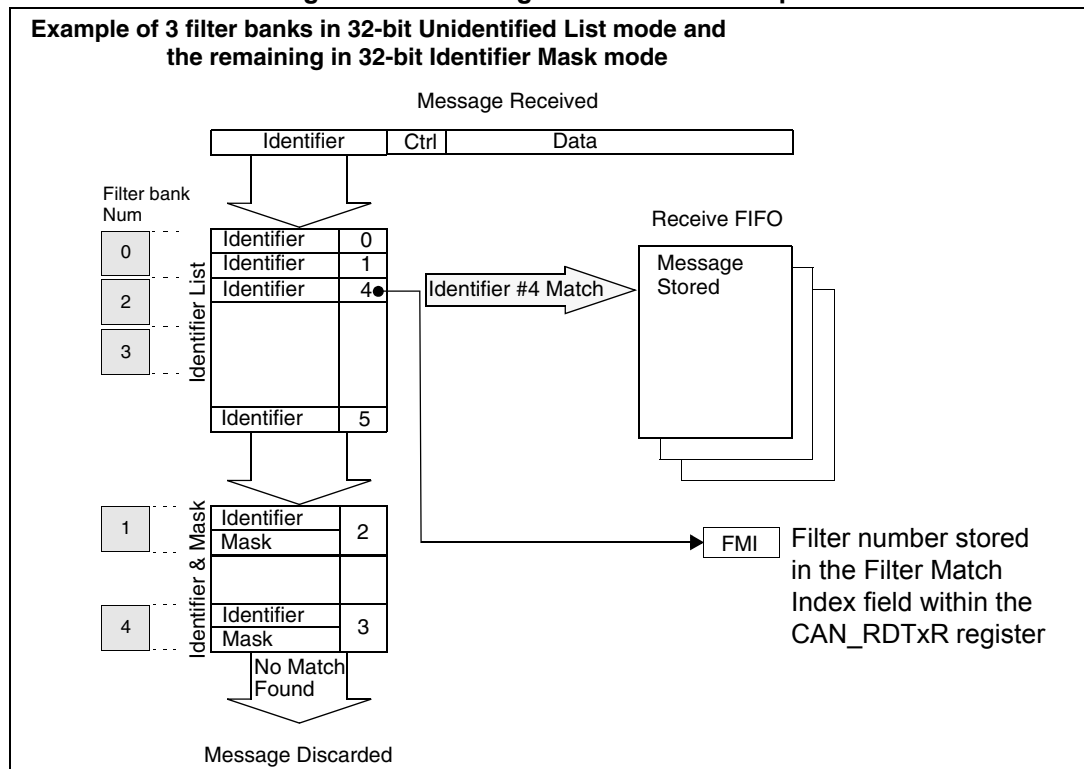 Example of 3 filter banks in 32-bit Unidentified List mode and
the remaining in 32-bit Identifier Mask mode
Message Received
Identifier Ctrl Data
Filter bank
Num
Receive FIFO
0
2
3
Identifier List
Identifier 0
Identifier 1
Identifier 4
Identifier 5
Identifier #4 Match
Message
Stored
1
4
Identifier & Mask
Identifier
Mask
2
Identifier
Mask
3
FMI
Filter number stored
in the Filter Match
Index field within the
CAN_RDTxR register
No Match
Found
Message Discarded